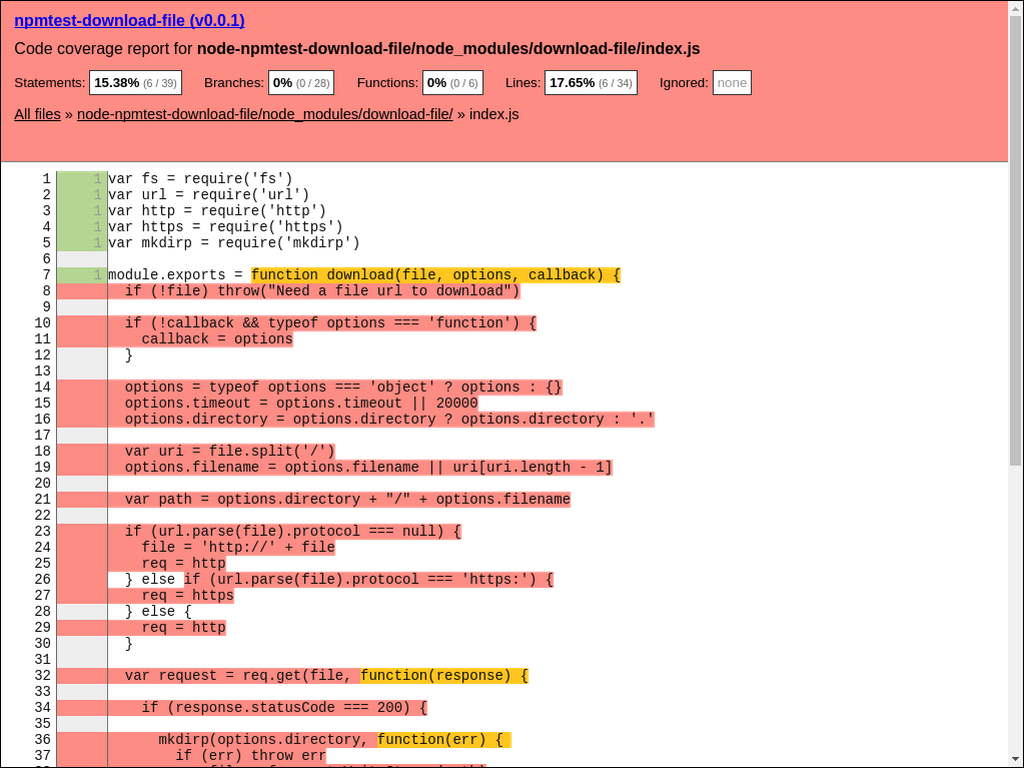 npmtest-download-file (v0.0.1)
Code coverage report for node-npmtest-download-file/node_modules/download-file/index.js
Statements: 15.38% (6 / 39) Branches: 0% (0 / 28) Functions: 0% (0 / 6) Lines: 17.65% (6 / 34) Ignored: none
All files » node-npmtest-download-file/node_modules/download-file/ » index.js
1 1 var fs = require('fs')
2 1 var url = require('url')
3 1 var http = require('http')
4 1 var https = require('https')
5 1 var mkdirp = require('mkdirp')
6
7 1 module.exports = function download(file, options, callback) {
8   if (!file) throw("Need a file url to download")
9
10   if (!callback && typeof options === 'function') {
11     callback = options
12   }
13
14   options = typeof options === 'object' ? options : {}
15   options.timeout = options.timeout || 20000
16   options.directory = options.directory ? options.directory : '.'
17
18   var uri = file.split('/')
19   options.filename = options.filename || uri[uri.length - 1]
20
21   var path = options.directory + "/" + options.filename
22
23   if (url.parse(file).protocol === null) {
24     file = 'http://' + file
25     req = http
26   } else if (url.parse(file).protocol === 'https:') {
27     req = https
28   } else {
29     req = http
30   }
31
32   var request = req.get(file, function(response) {
33
34     if (response.statusCode === 200) {
35
36       mkdirp(options.directory, function(err) {
37         if (err) throw err